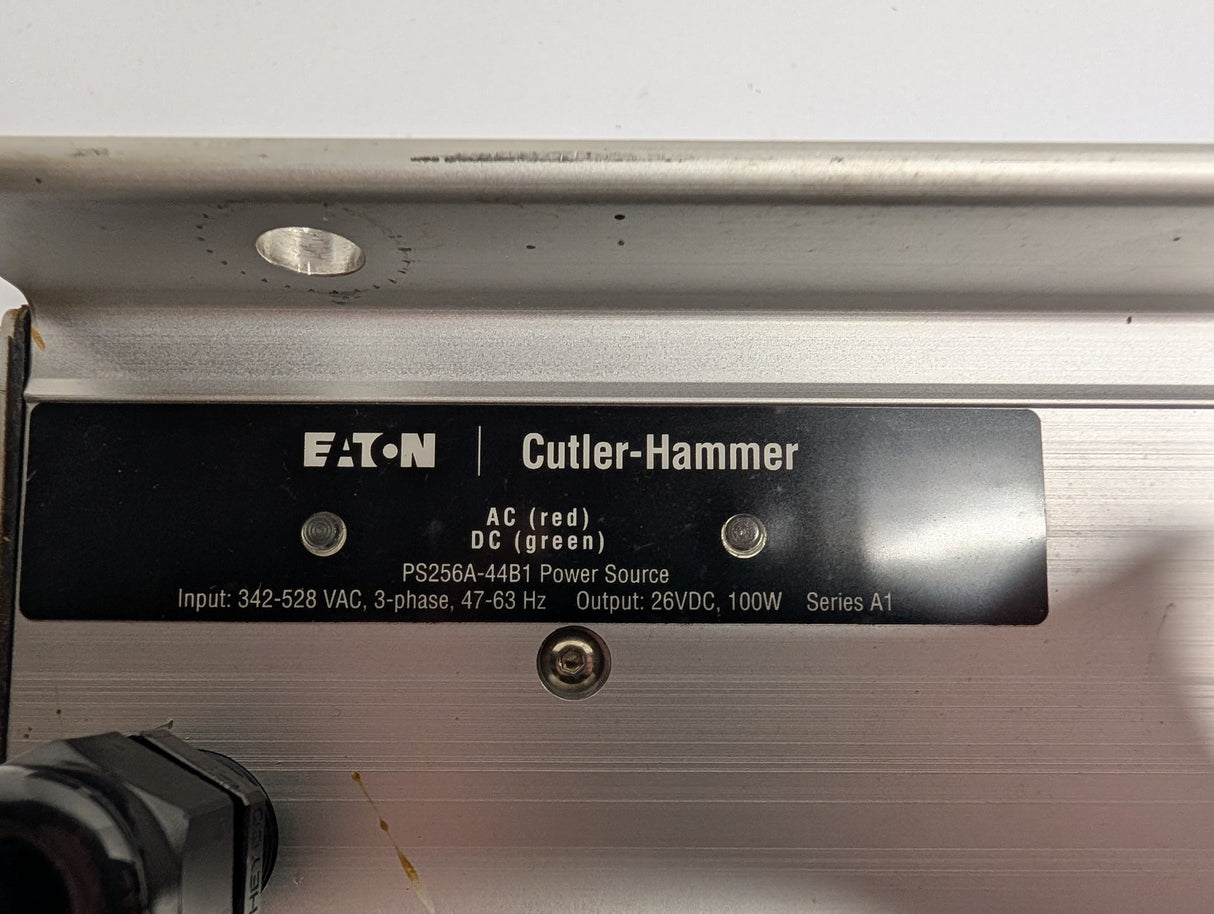 EATON | Cutler-Hammer
AC (red)
DC (green)
PS256A-44B1 Power Source
Input: 342-528 VAC, 3-phase, 47-63 Hz Output: 26VDC, 100W Series A1
HEYCO